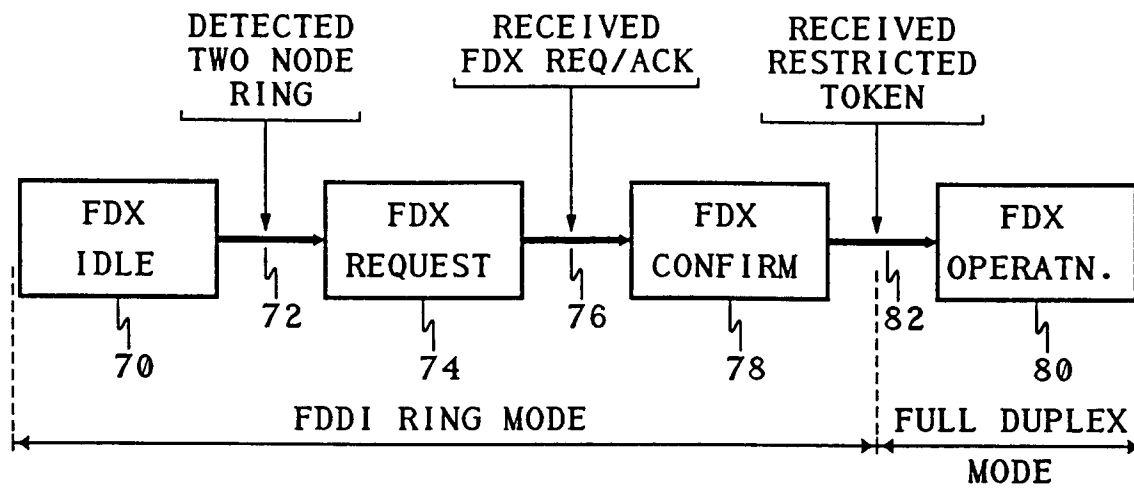 DETECTED
TWO NODE
RING
RECEIVED
FDX REQ/ACK
RECEIVED
RESTRICTED
TOKEN
FDX
IDLE
FDX
REQUEST
FDX
CONFIRM
FDX
OPERATN.
72
76
82
70
74
78
80
FDDI RING MODE
FULL DUPLEX
MODE